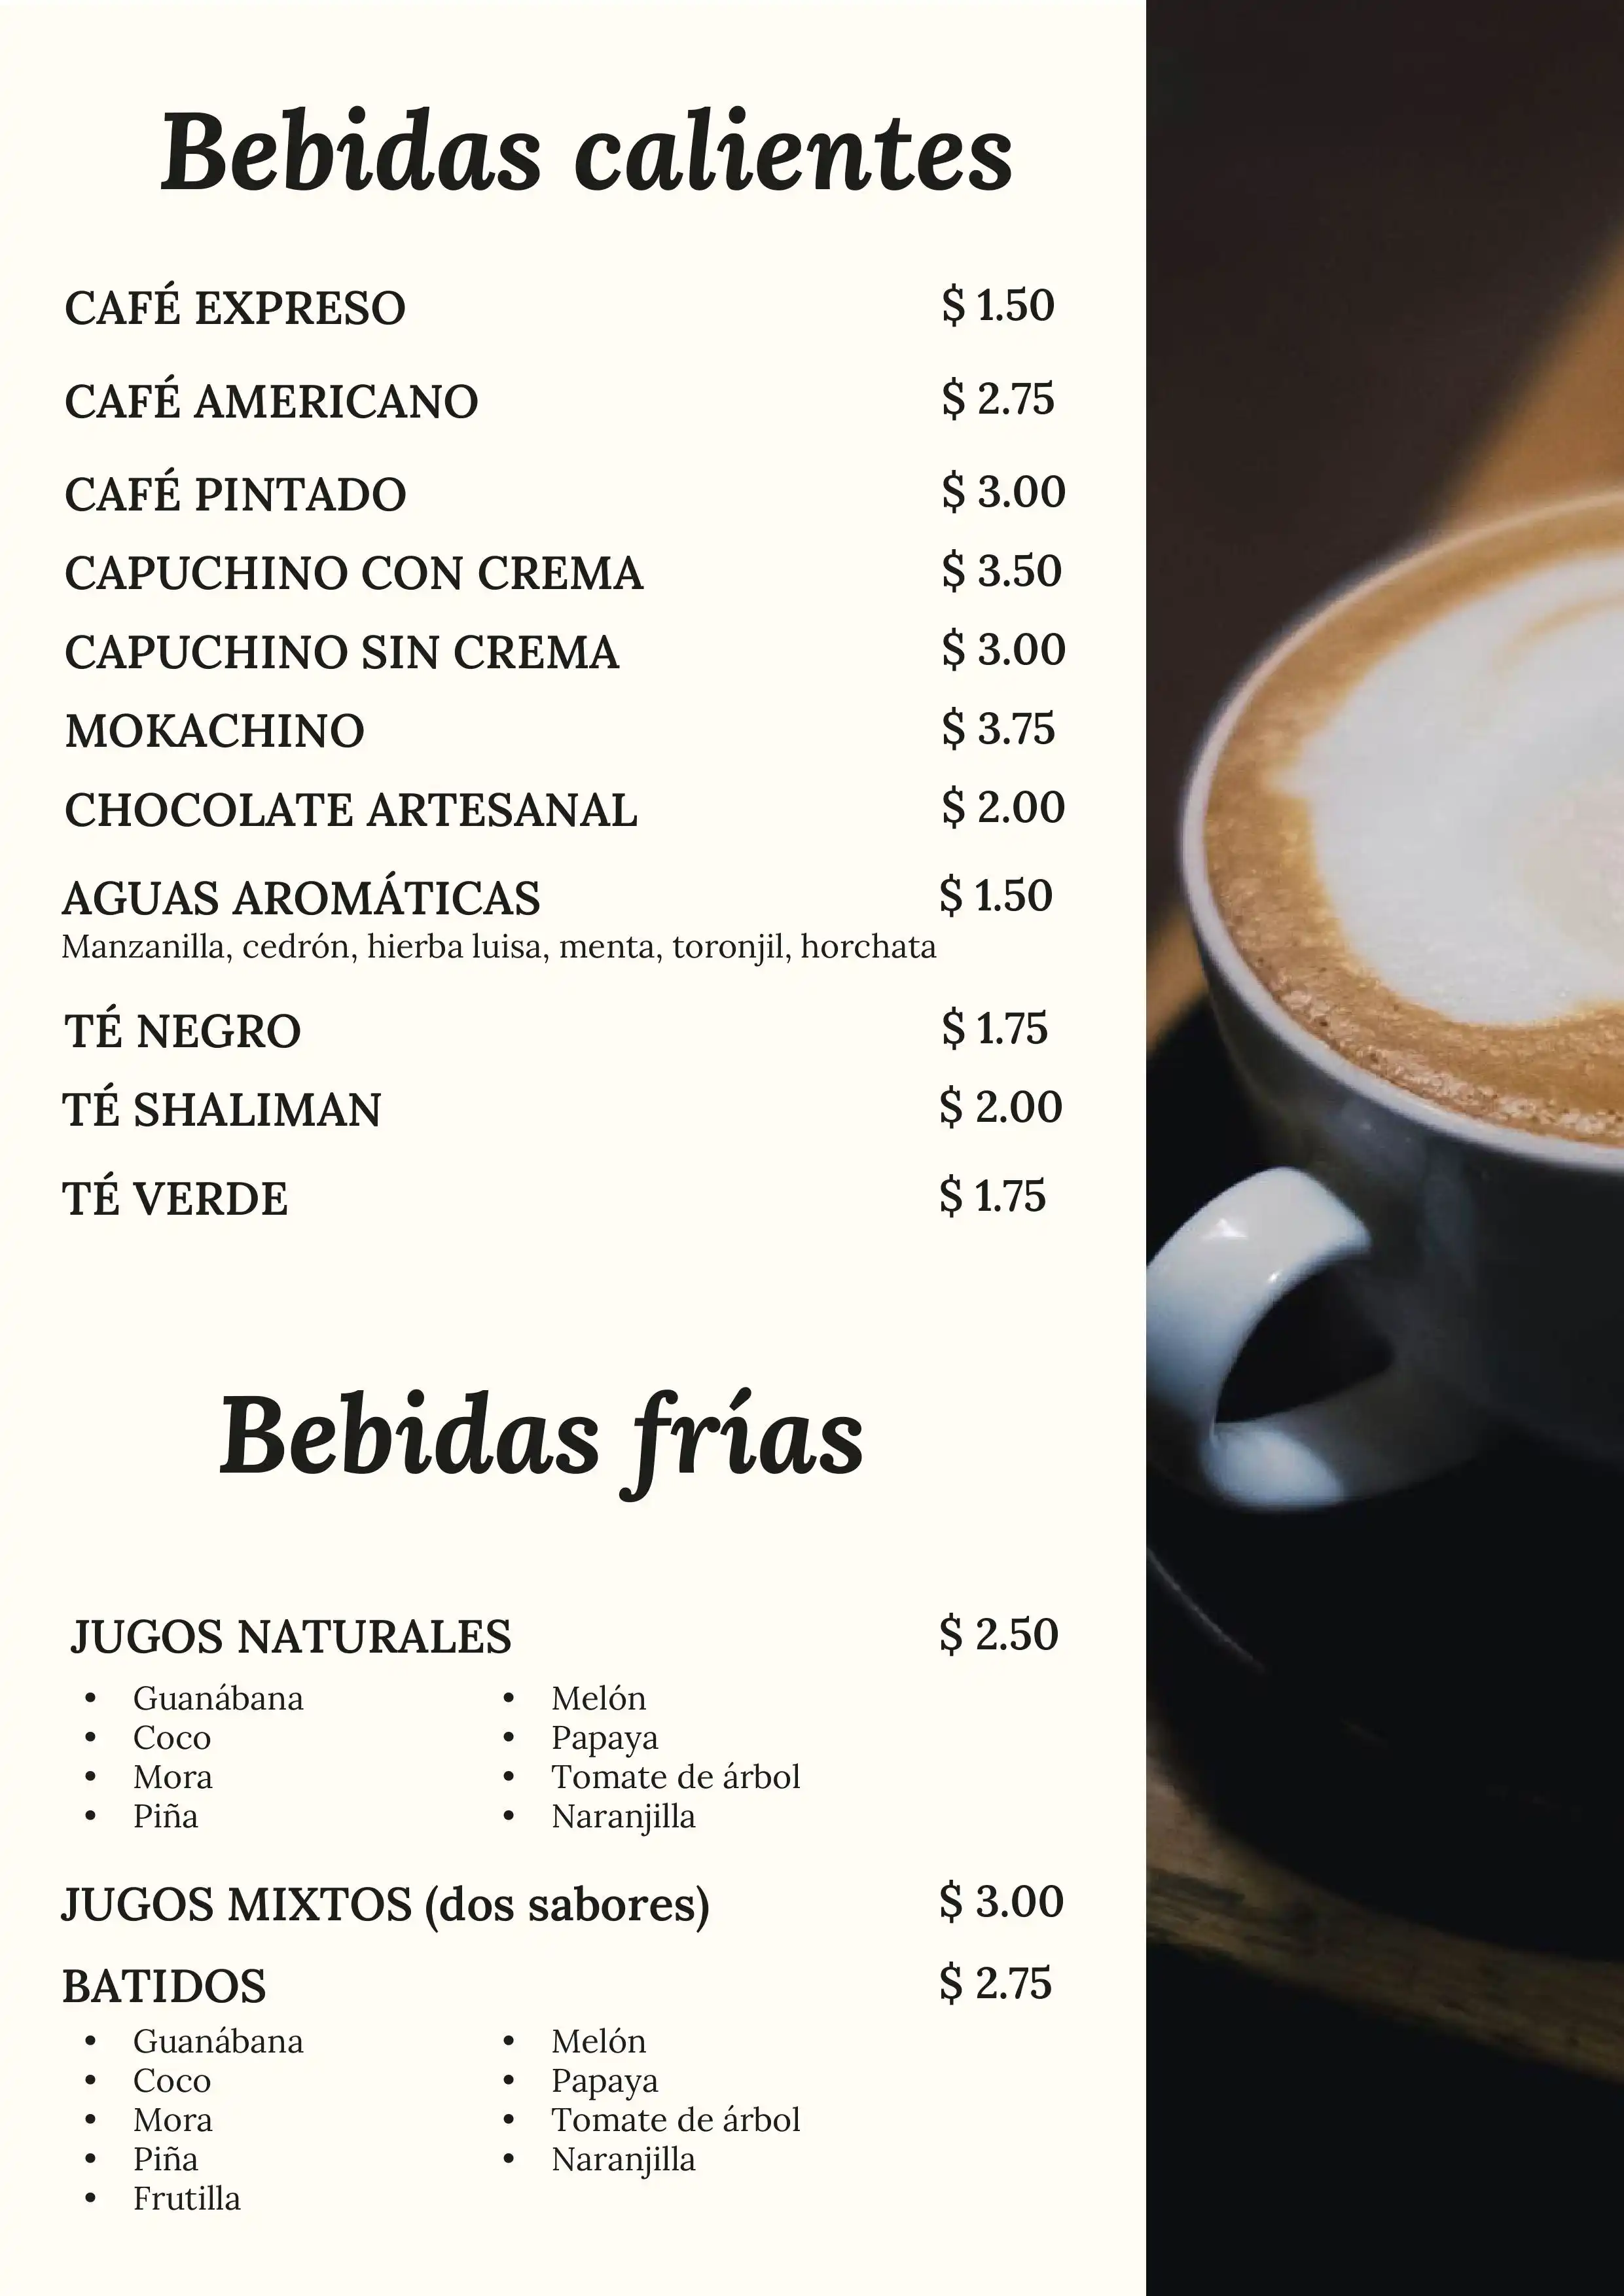 Bebidas calientes
CAFÉ EXPRESO $ 1.50
CAFÉ AMERICANO $ 2.75
CAFÉ PINTADO $ 3.00
CAPUCHINO CON CREMA $ 3.50
CAPUCHINO SIN CREMA $ 3.00
MOKACHINO $ 3.75
CHOCOLATE ARTESANAL $ 2.00
AGUAS AROMÁTICAS $ 1.50
Manzanilla, cedrón, hierba luisa, menta, toronjil, horchata
TÉ NEGRO $ 1.75
TÉ SHALIMAN $ 2.00
TÉ VERDE $ 1.75
Bebidas frías
JUGOS NATURALES $ 2.50
• Guanábana
• Coco
• Mora
• Piña
• Melón
• Papaya
• Tomate de árbol
• Naranjilla
JUGOS MIXTOS (dos sabores) $ 3.00
BATIDOS $ 2.75
• Guanábana
• Coco
• Mora
• Piña
• Frutilla
• Melón
• Papaya
• Tomate de árbol
• Naranjilla